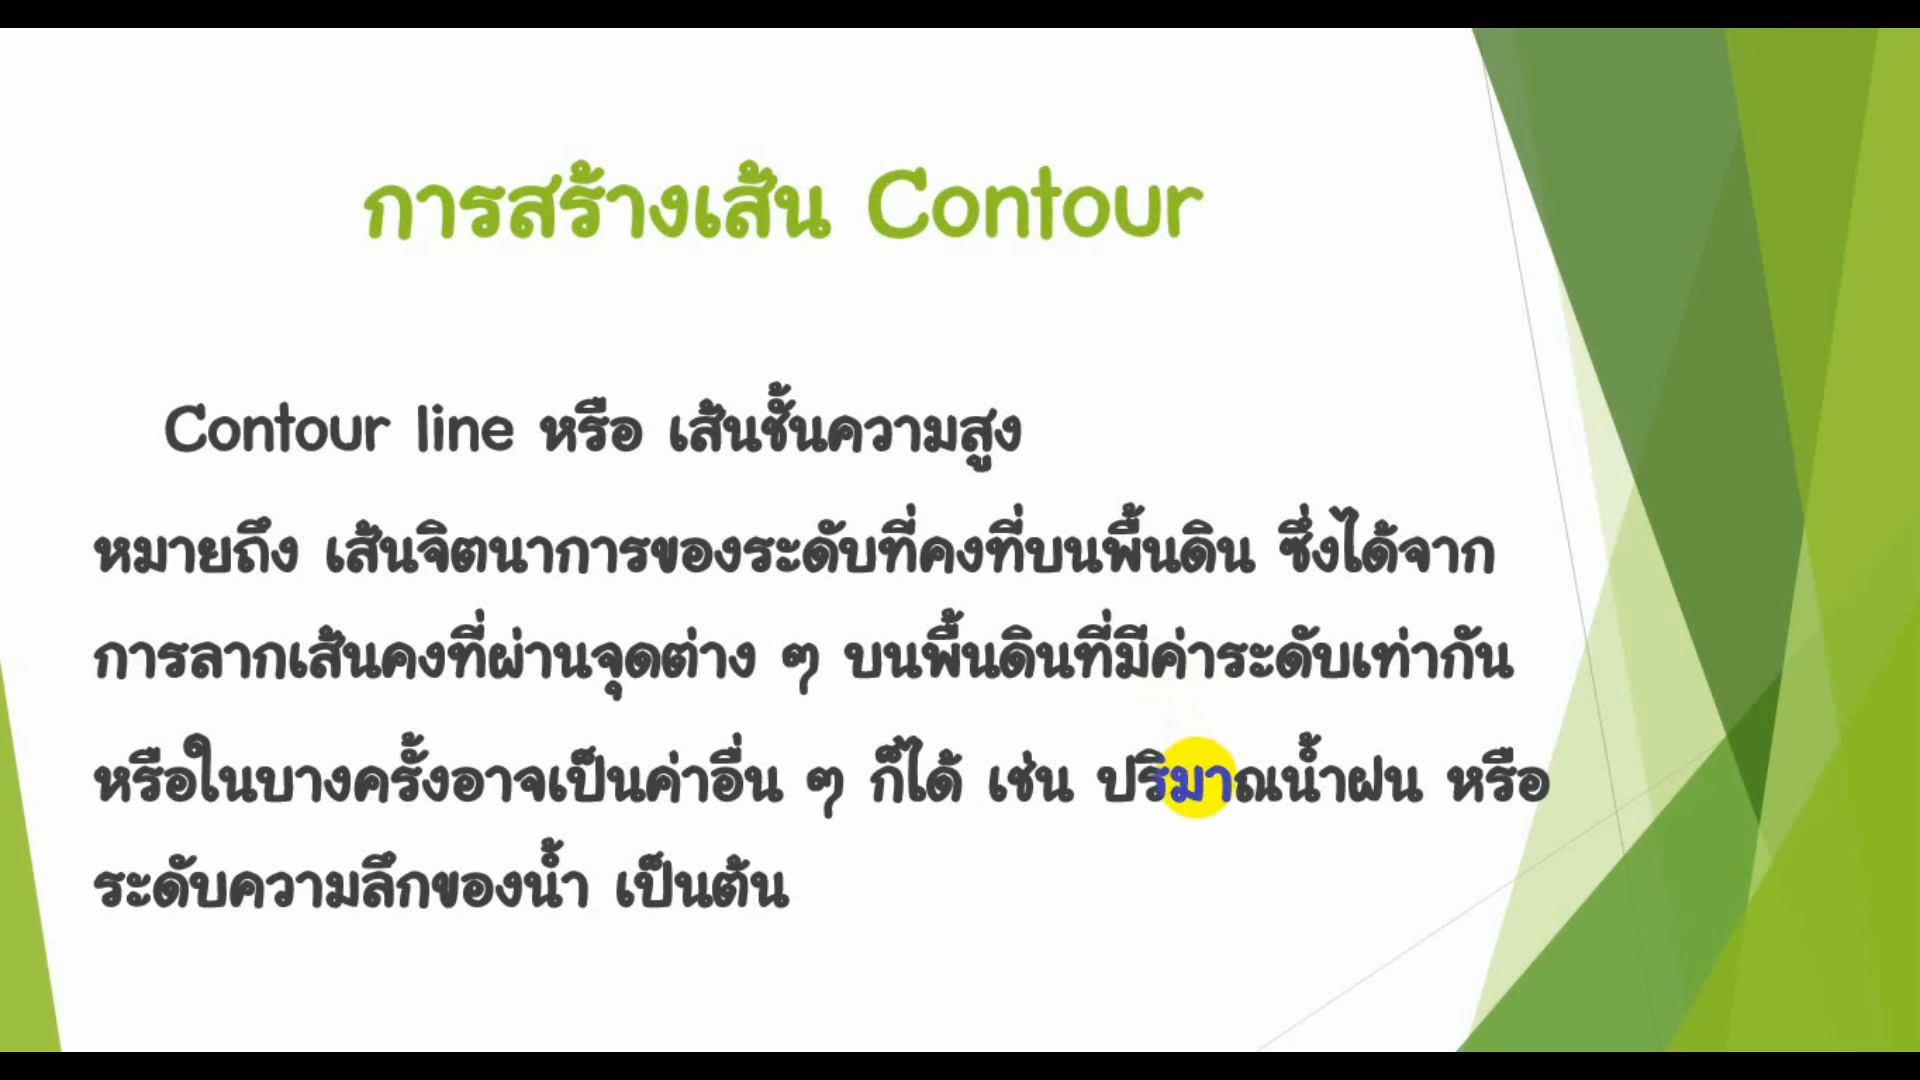 การสร้างเส้น Contour
Contour line หรือ เส้นชั้นความสูง
หมายถึง เส้นจิตนาการของระดับที่คงที่บนพื้นดิน ซึ่งได้จาก
การลากเส้นคงที่ผ่านจุดต่าง ๆ บนพื้นดินที่มีค่าระดับเท่ากัน
หรือในบางครั้งอาจเป็นค่าอื่น ๆ ก็ได้ เช่น ปริมาณน้ำฝน หรือ
ระดับความลึกของน้ำ เป็นต้น